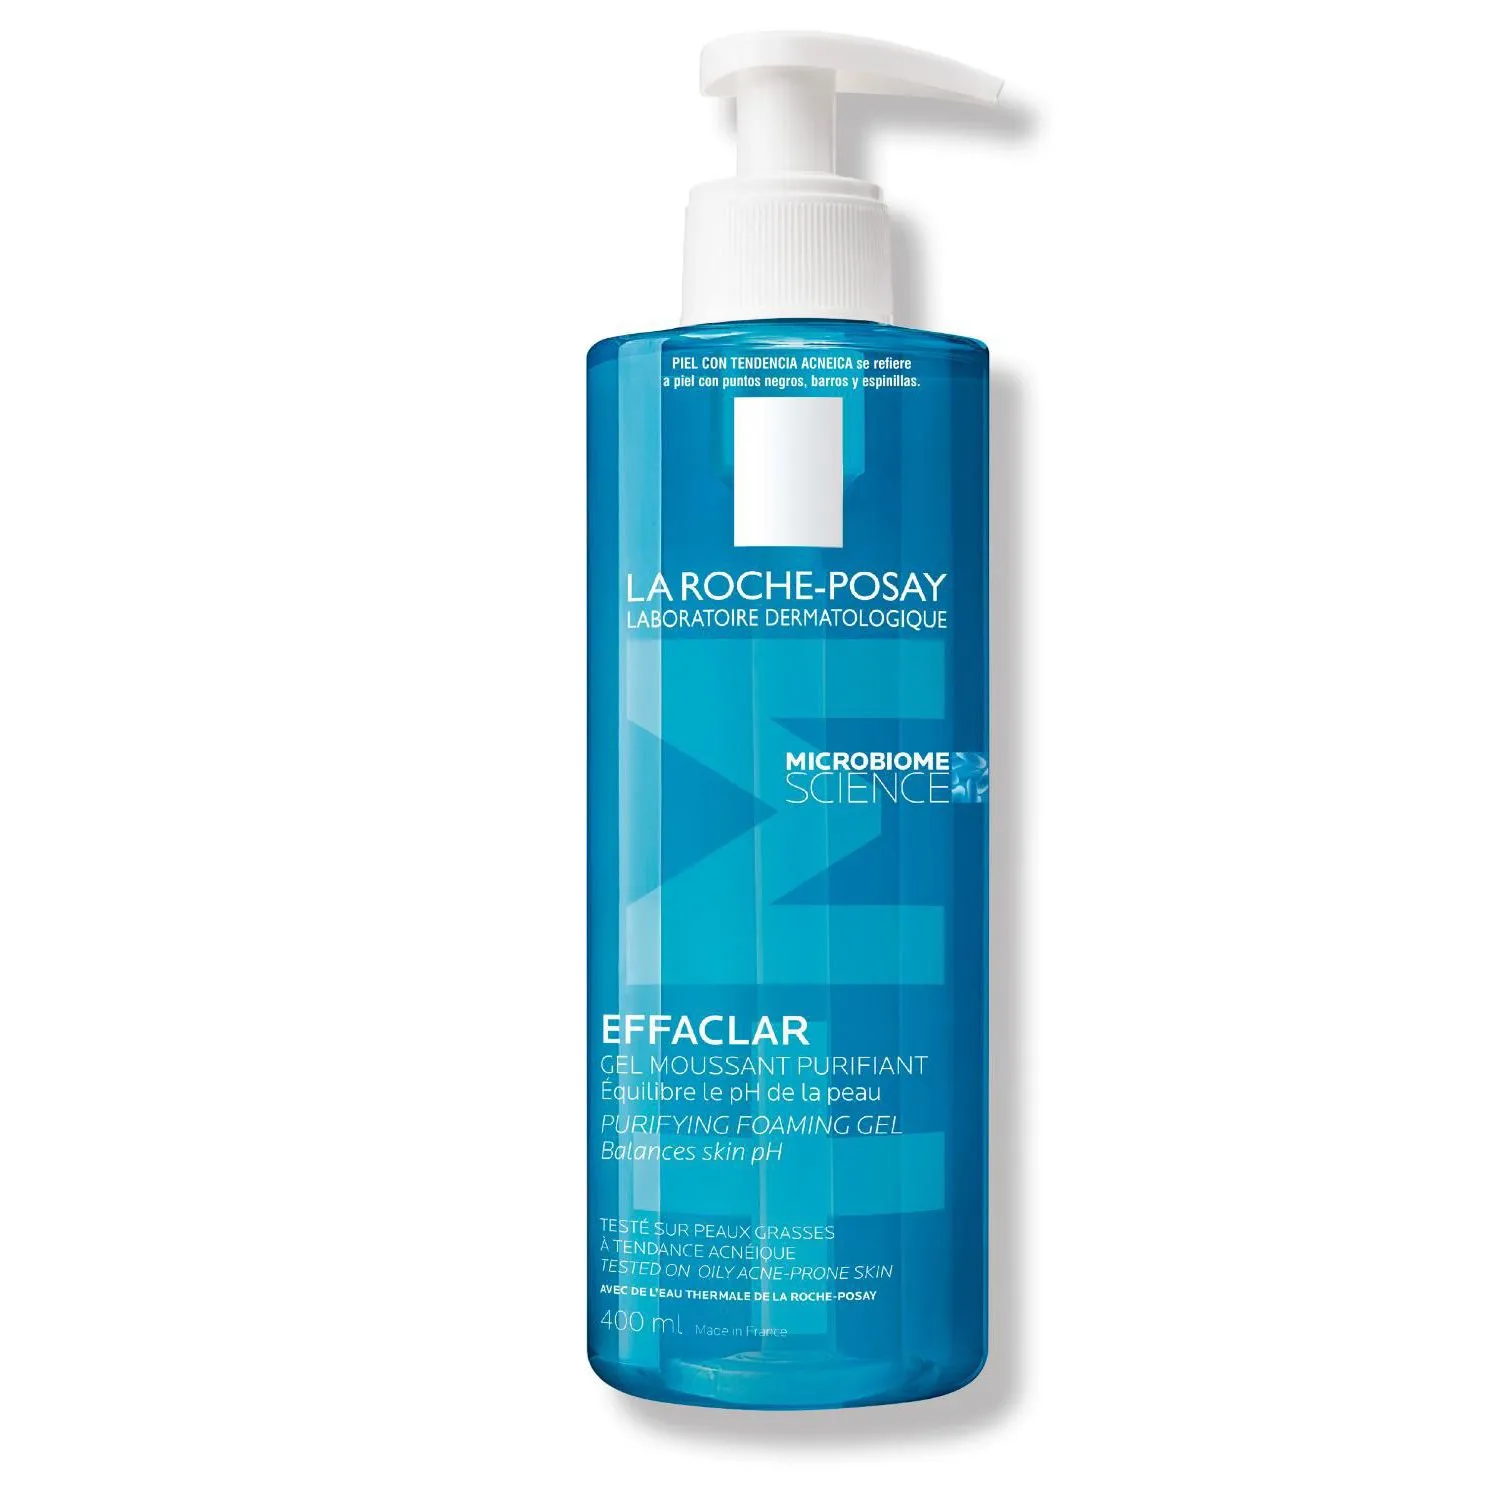 PIEL CON TENDENCIA ACNEICA se refiere
a piel con puntos negros, barros y espinillas.
LA ROCHE-POSAY
LABORATOIRE DERMATOLOGIQUE
MICROBIOME
SCIENCE
EFFACLAR
GEL MOUSSANT PURIFIANT
Équilibre le pH de la peau
PURIFYING FOAMING GEL
Balances skin pH
TESTÉ SUR PEAUX GRASSES
À TENDANCE ACNÉIQUE
TESTED ON OILY ACNE-PRONE SKIN
AVEC DE L'EAU THERMALE DE LA ROCHE-POSAY
400 ml Made in France